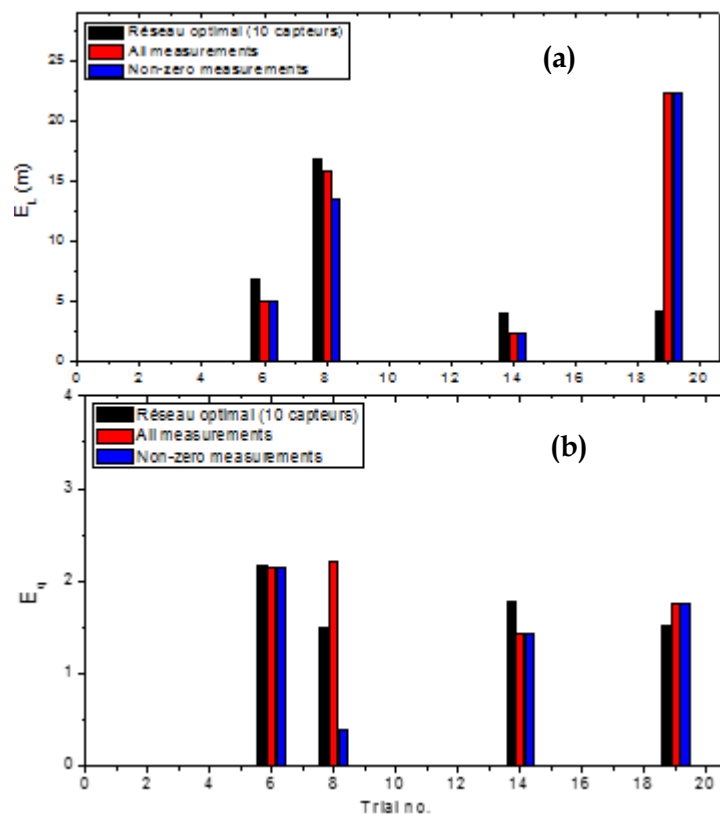 Réseau optimal (10 capteurs)
All measurements
Non-zero measurements
(a)
25
20
15
10
5
0
E_L (m)
0 2 4 6 8 10 12 14 16 18 20
Réseau optimal (10 capteurs)
All measurements
Non-zero measurements
(b)
4
3
2
1
0
E_q
0 2 4 6 8 10 12 14 16 18 20
Trial no.